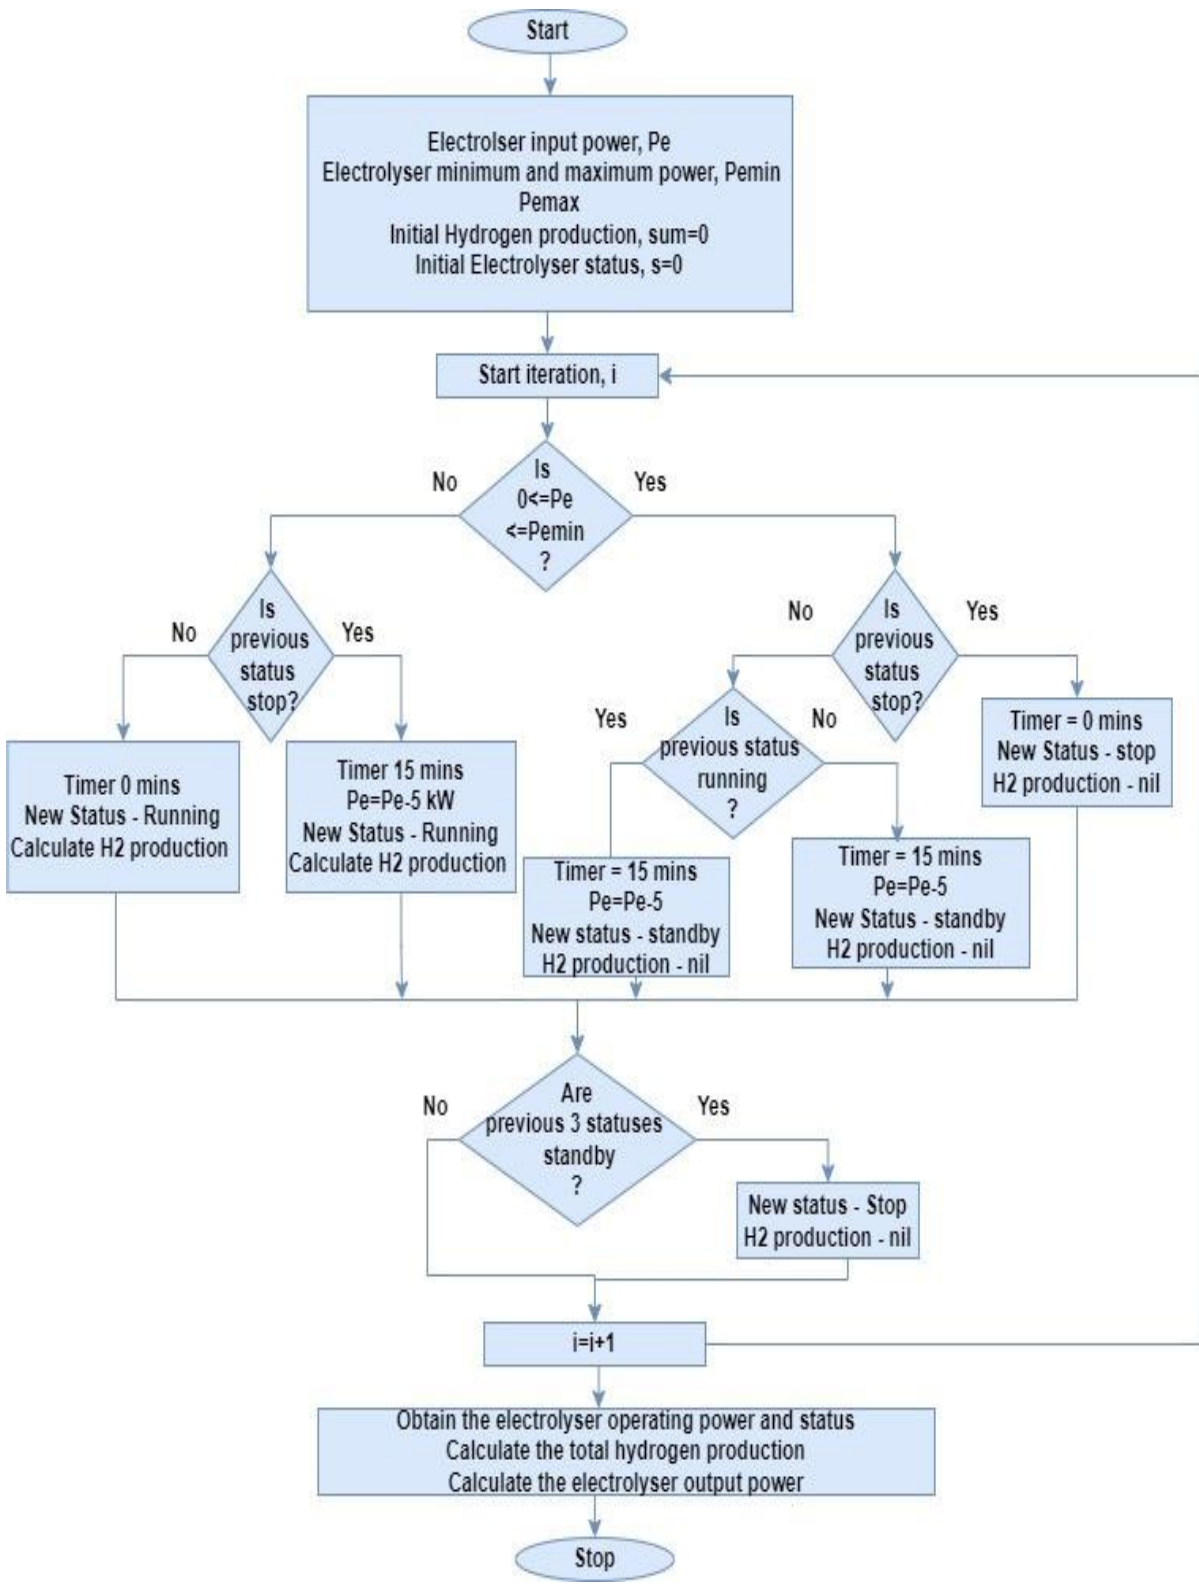 Start
Electrolser input power, Pe
Electrolyser minimum and maximum power, Pemin
Pemax
Initial Hydrogen production, sum=0
Initial Electrolyser status, s=0
Start iteration, i
No
Is
0<=Pe
<=Pemin
?
Yes
No
Is
previous
status
stop?
Yes
No
Is
previous
status
stop?
Yes
Timer 0 mins
New Status - Running
Calculate H2 production
Timer 15 mins
Pe=Pe-5 kW
New Status - Running
Calculate H2 production
Yes
Is
previous status
running
?
No
Timer = 0 mins
New Status - stop
H2 production - nil
Timer = 15 mins
Pe=Pe-5
New status - standby
H2 production - nil
Timer = 15 mins
Pe=Pe-5
New Status - standby
H2 production - nil
No
Are
previous 3 statuses
standby
?
Yes
New status - Stop
H2 production - nil
i=i+1
Obtain the electrolyser operating power and status
Calculate the total hydrogen production
Calculate the electrolyser output power
Stop